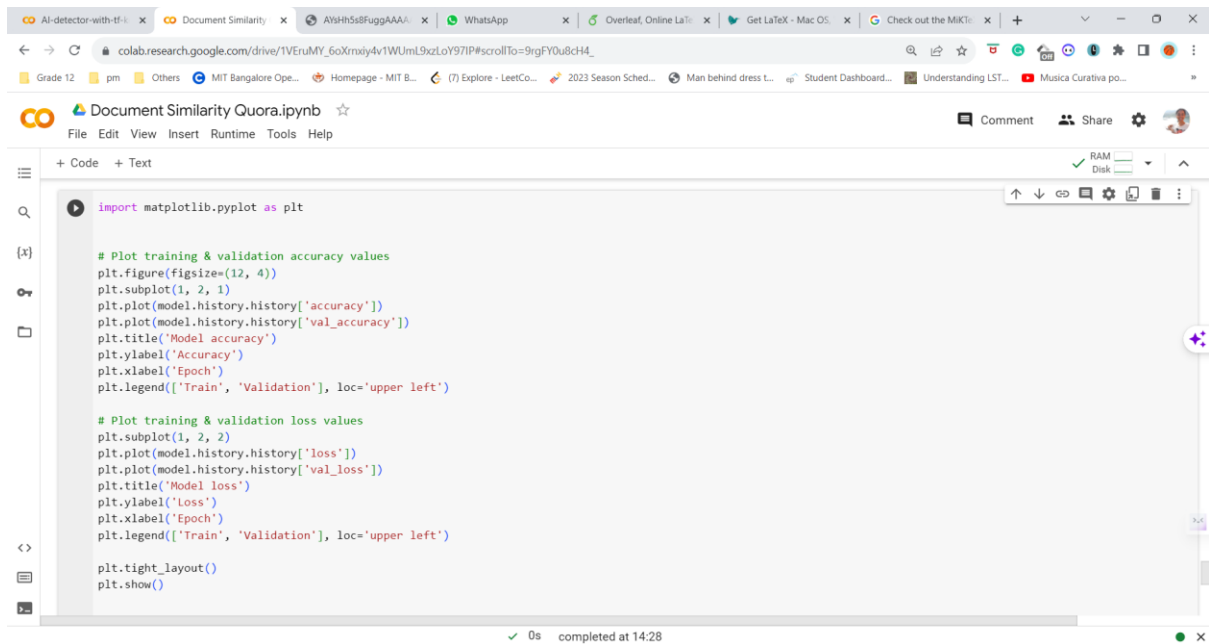 AI-detector-with-tf-i
Document Similarity
AYsHh5s8FuggAAAA
WhatsApp
Overleaf, Online LaTe
Get LaTeX - Mac OS,
Check out the MiKTe
colab.research.google.com/drive/1VEruMY_6oXrnxiy4v1WUmL9xzLoY97IP#scrollTo=9rgFY0u8cH4_
Off
Grade 12
pm
Others
MIT Bangalore Ope...
Homepage - MIT B...
(7) Explore - LeetCo...
2023 Season Sched...
Man behind dress t...
Student Dashboard...
Understanding LST...
Musica Curativa po...
»
CO Document Similarity Quora.ipynb
File Edit View Insert Runtime Tools Help
Comment
Share
+ Code + Text
RAM
Disk
{x}
import matplotlib.pyplot as plt
# Plot training & validation accuracy values
plt.figure(figsize=(12, 4))
plt.subplot(1, 2, 1)
plt.plot(model.history.history['accuracy'])
plt.plot(model.history.history['val_accuracy'])
plt.title('Model accuracy')
plt.ylabel('Accuracy')
plt.xlabel('Epoch')
plt.legend(['Train', 'Validation'], loc='upper left')
# Plot training & validation loss values
plt.subplot(1, 2, 2)
plt.plot(model.history.history['loss'])
plt.plot(model.history.history['val_loss'])
plt.title('Model loss')
plt.ylabel('Loss')
plt.xlabel('Epoch')
plt.legend(['Train', 'Validation'], loc='upper left')
plt.tight_layout()
plt.show()
0s completed at 14:28